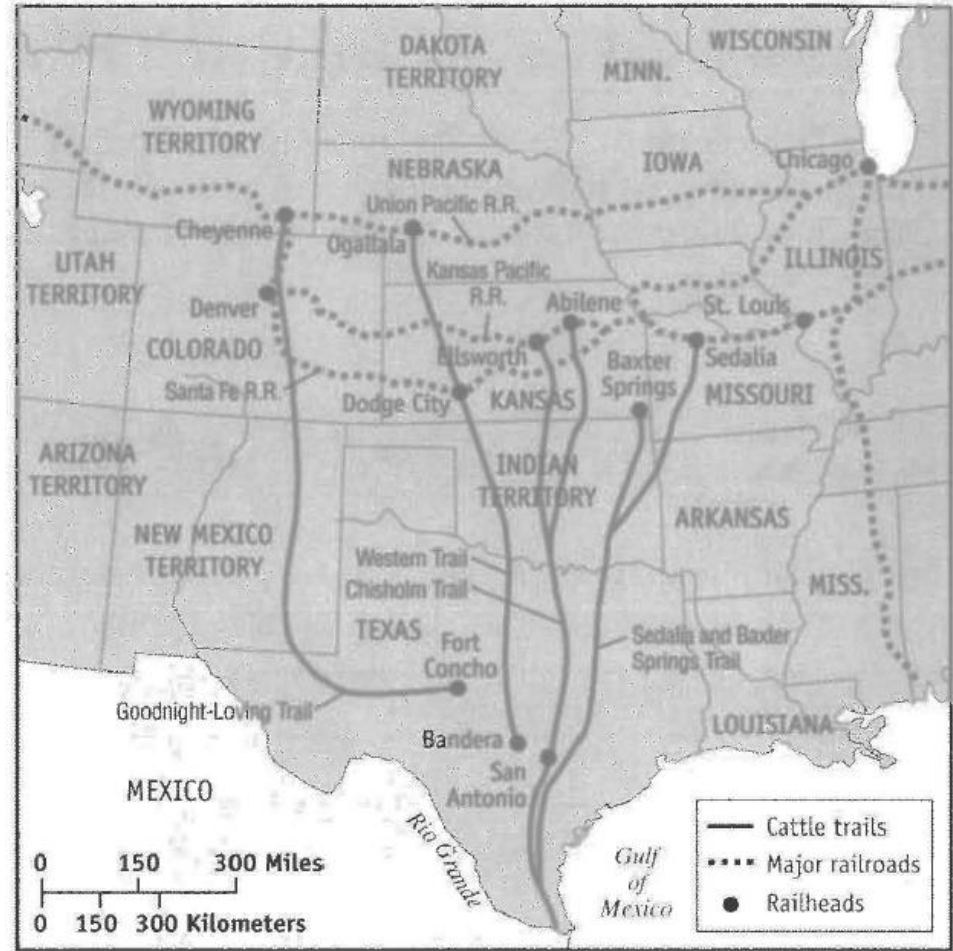 DAKOTA
TERRITORY
WISCONSIN
MINN.
WYOMING
TERRITORY
NEBRASKA
IOWA
Chicago
Union Pacific R.R.
Cheyenne
Ogallala
UTAH
TERRITORY
Kansas Pacific
R.R.
ILLINOIS
Denver
Abilene
St. Louis
COLORADO
Ellsworth
Baxter
Springs
Sedalia
Santa Fe R.R.
Dodge City
KANSAS
MISSOURI
ARIZONA
TERRITORY
INDIAN
TERRITORY
NEW MEXICO
TERRITORY
ARKANSAS
Western Trail
Chisholm Trail
MISS.
TEXAS
Fort
Concho
Sedalia and Baxter
Springs Trail
Goodnight-Loving Trail
LOUISIANA
Bandera
San
Antonio
MEXICO
Rio Grande
Gulf
of
Mexico
Cattle trails
Major railroads
Railheads
0 150 300 Miles
0 150 300 Kilometers